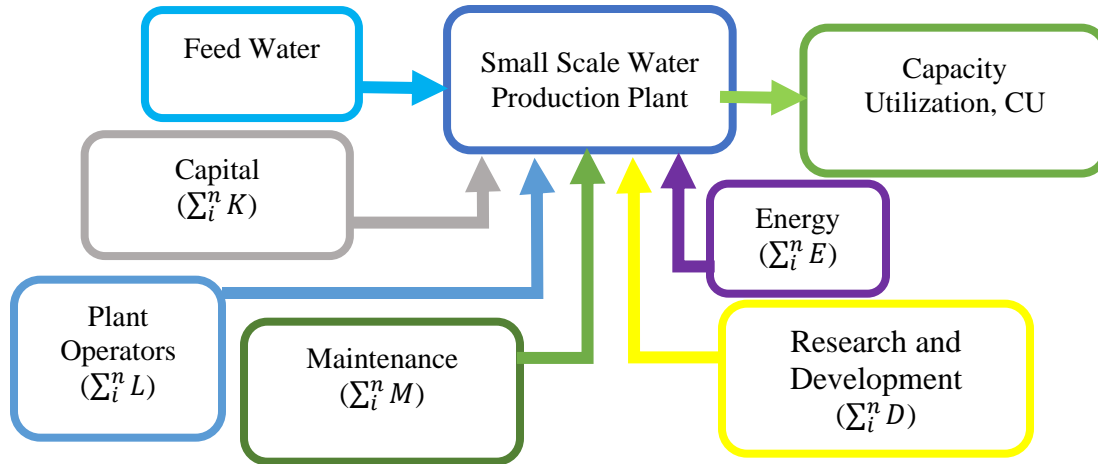 Feed Water
Small Scale Water
Production Plant
Capacity
Utilization, CU
Capital
(∑ᵢⁿ K)
Energy
(∑ᵢⁿ E)
Plant
Operators
(∑ᵢⁿ L)
Maintenance
(∑ᵢⁿ M)
Research and
Development
(∑ᵢⁿ D)